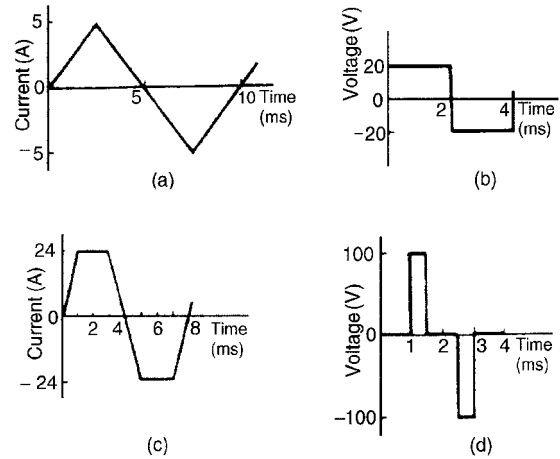 Current (A)
5
0
−5
5
10 Time
(ms)
(a)
Voltage (V)
20
0
−20
2
4 Time
(ms)
(b)
Current (A)
24
0
−24
2 4 6 8 Time
(ms)
(c)
Voltage (V)
100
0
−100
1 2 3 4 Time
(ms)
(d)